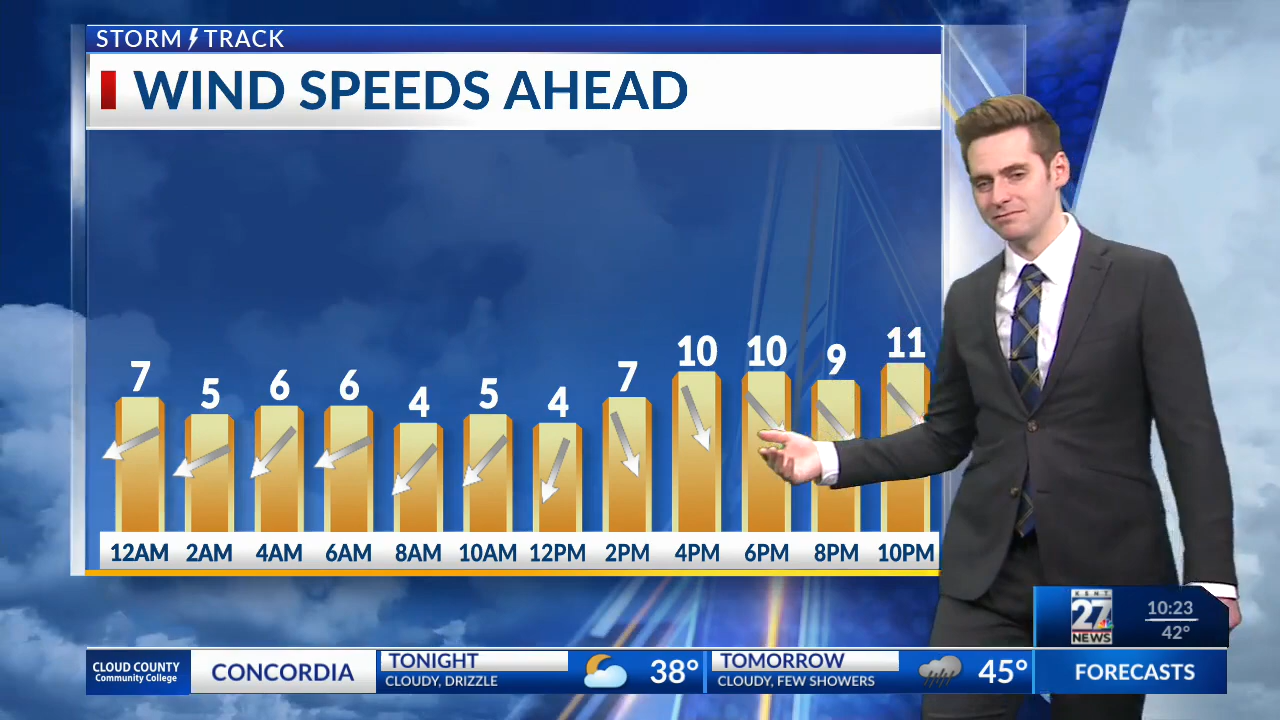 STORM TRACK
WIND SPEEDS AHEAD
7 5 6 6 4 5 4 7 10 10 9 11
12AM 2AM 4AM 6AM 8AM 10AM 12PM 2PM 4PM 6PM 8PM 10PM
KSNT
27
NEWS
10:23
42°
CLOUD COUNTY
Community College
CONCORDIA
TONIGHT
CLOUDY, DRIZZLE
38°
TOMORROW
CLOUDY, FEW SHOWERS
45°
FORECASTS